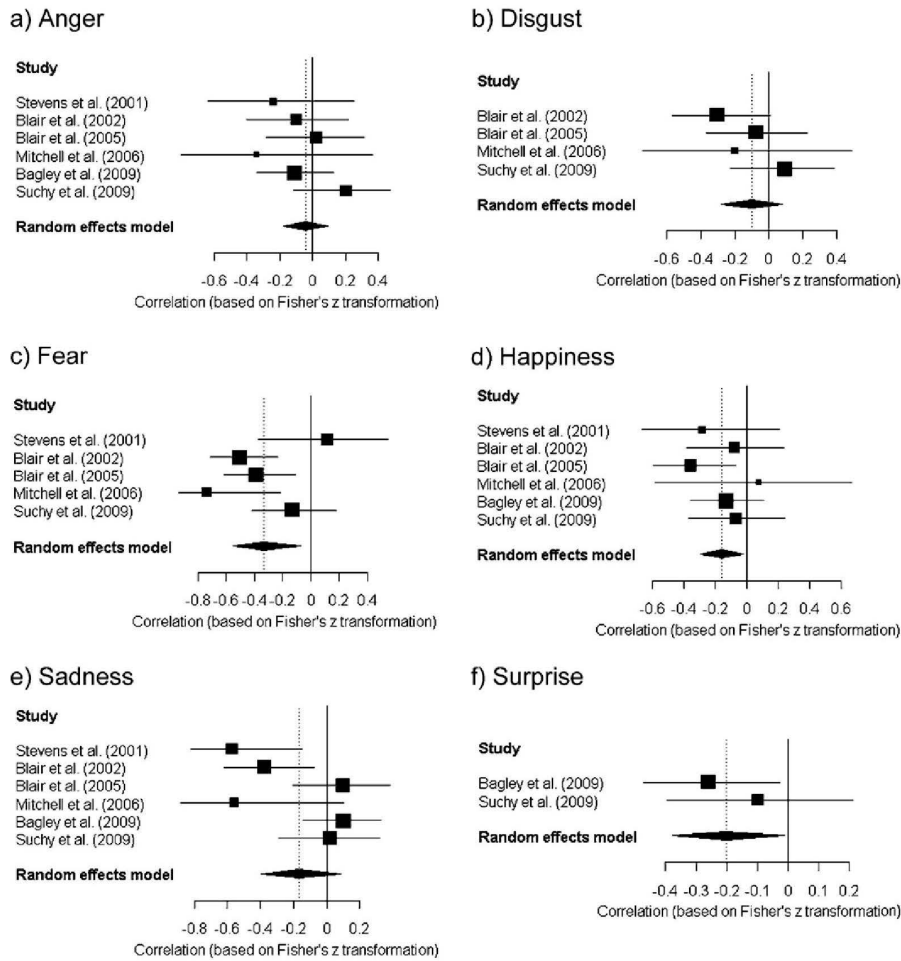 a) Anger
Study
Stevens et al. (2001)
Blair et al. (2002)
Blair et al. (2005)
Mitchell et al. (2006)
Bagley et al. (2009)
Suchy et al. (2009)
Random effects model
-0.6 -0.4 -0.2 0 0.2 0.4
Correlation (based on Fisher's z transformation)
b) Disgust
Study
Blair et al. (2002)
Blair et al. (2005)
Mitchell et al. (2006)
Suchy et al. (2009)
Random effects model
-0.6 -0.4 -0.2 0 0.2 0.4
Correlation (based on Fisher's z transformation)
c) Fear
Study
Stevens et al. (2001)
Blair et al. (2002)
Blair et al. (2005)
Mitchell et al. (2006)
Suchy et al. (2009)
Random effects model
-0.8 -0.6 -0.4 -0.2 0 0.2 0.4
Correlation (based on Fisher's z transformation)
d) Happiness
Study
Stevens et al. (2001)
Blair et al. (2002)
Blair et al. (2005)
Mitchell et al. (2006)
Bagley et al. (2009)
Suchy et al. (2009)
Random effects model
-0.6 -0.4 -0.2 0 0.2 0.4 0.6
Correlation (based on Fisher's z transformation)
e) Sadness
Study
Stevens et al. (2001)
Blair et al. (2002)
Blair et al. (2005)
Mitchell et al. (2006)
Bagley et al. (2009)
Suchy et al. (2009)
Random effects model
-0.8 -0.6 -0.4 -0.2 0 0.2
Correlation (based on Fisher's z transformation)
f) Surprise
Study
Bagley et al. (2009)
Suchy et al. (2009)
Random effects model
-0.4 -0.3 -0.2 -0.1 0 0.1 0.2
Correlation (based on Fisher's z transformation)